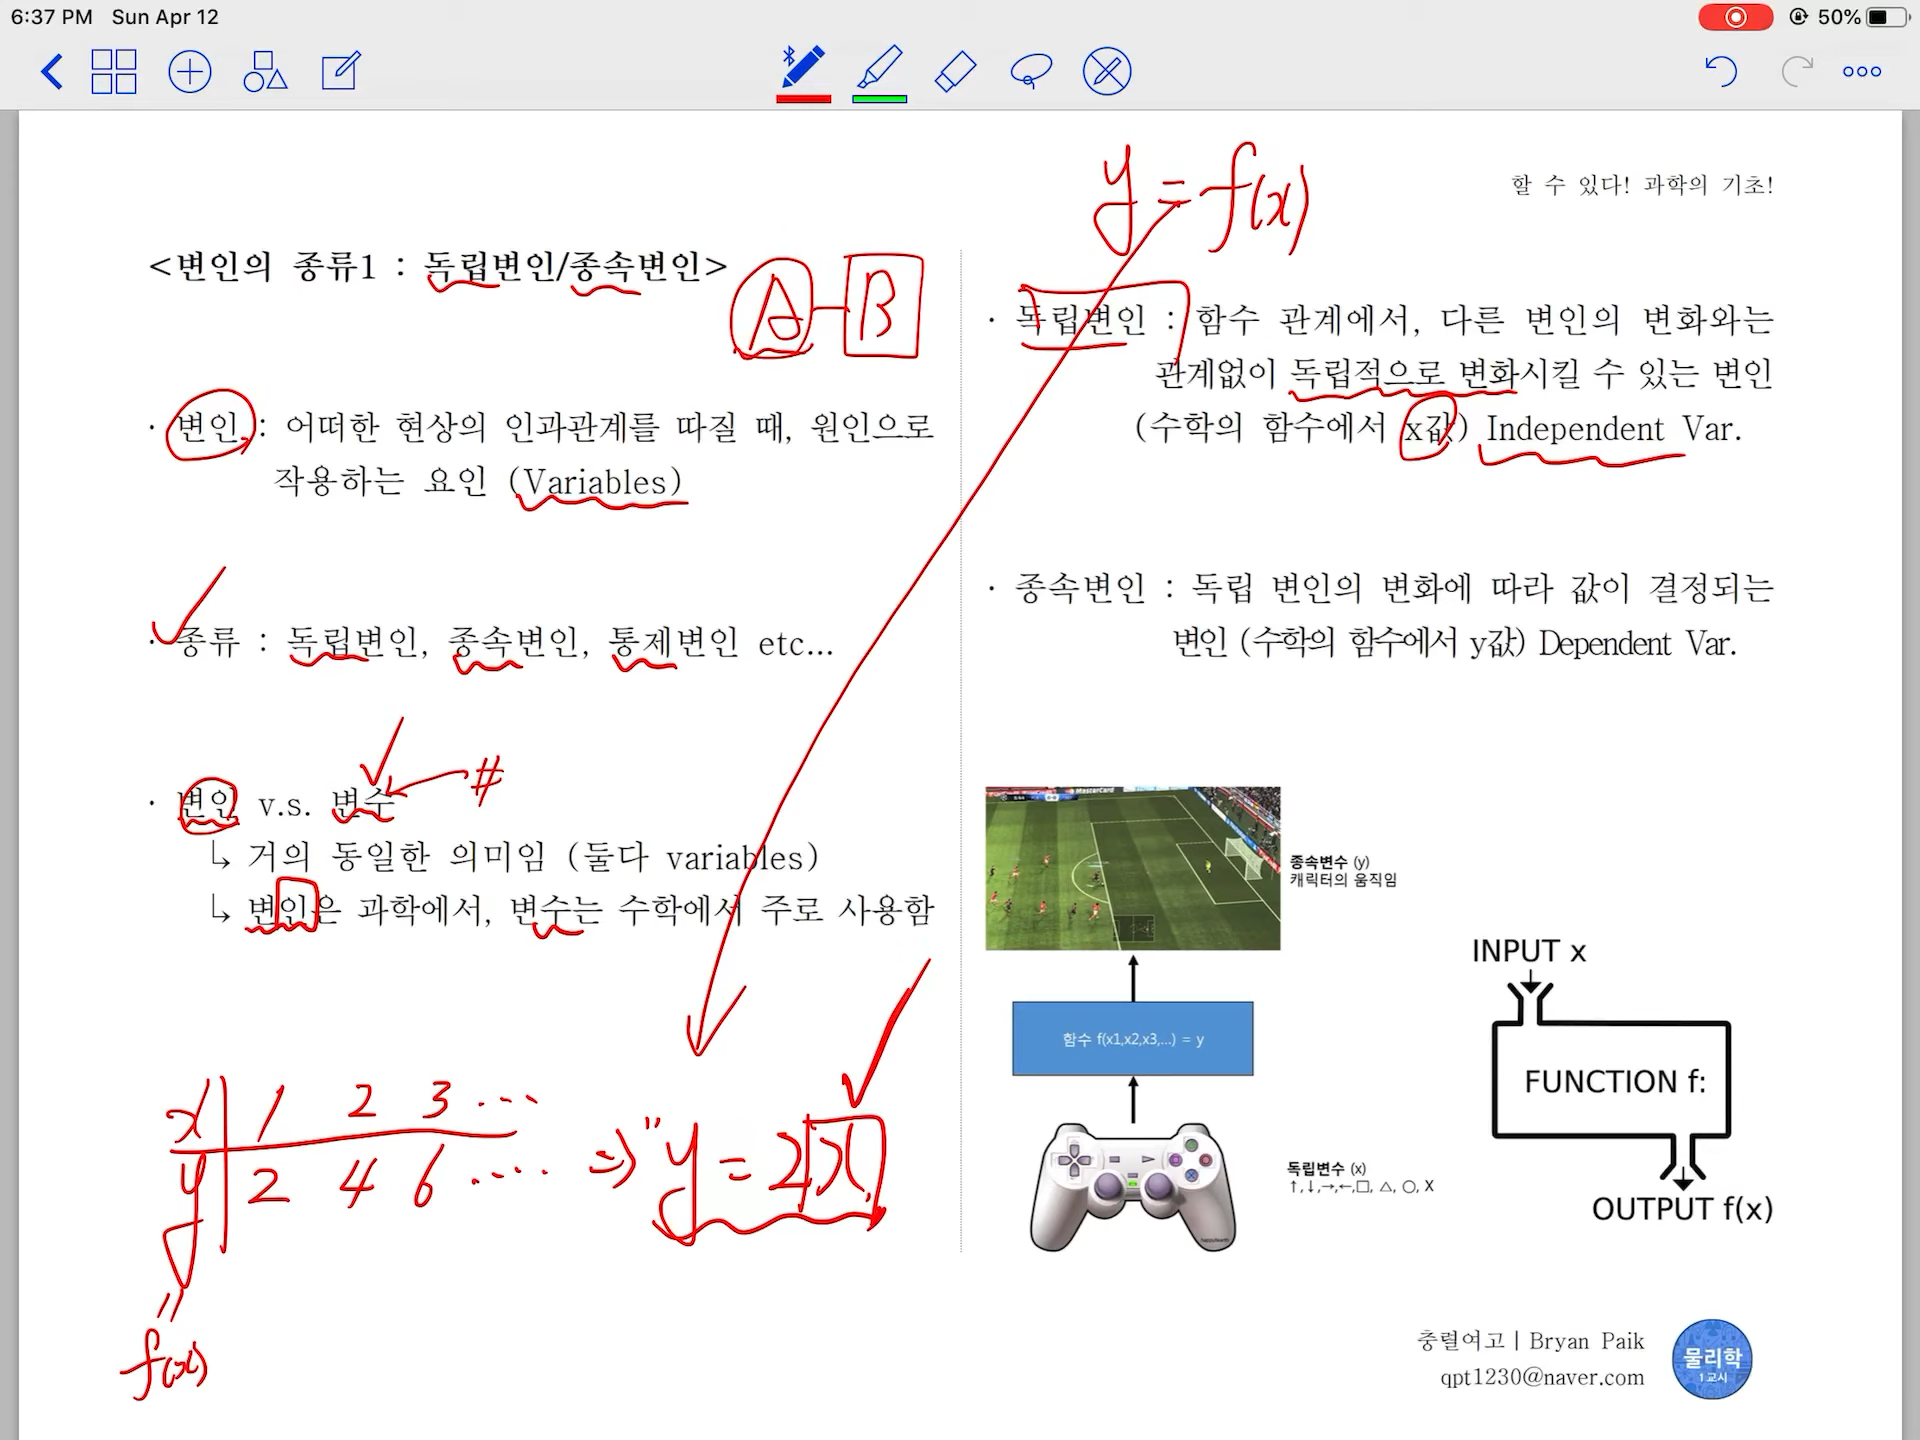 6:37 PM Sun Apr 12
50%
y = f(x)
할 수 있다! 과학의 기초!
<변인의 종류1 : 독립변인/종속변인>
A B
· 변인 : 어떠한 현상의 인과관계를 따질 때, 원인으로
작용하는 요인 (Variables)
· 종류 : 독립변인, 종속변인, 통제변인 etc...
#
· 변인 v.s. 변수
↳ 거의 동일한 의미임 (둘다 variables)
↳ 변인은 과학에서, 변수는 수학에서 주로 사용함
x 1 2 3 ...
y 2 4 6 .... ⇒ "y = 2x
=
f(x)
· 독립변인 : 함수 관계에서, 다른 변인의 변화와는
관계없이 독립적으로 변화시킬 수 있는 변인
(수학의 함수에서 x값) Independent Var.
· 종속변인 : 독립 변인의 변화에 따라 값이 결정되는
변인 (수학의 함수에서 y값) Dependent Var.
MasterCard
종속변수 (y)
캐릭터의 움직임
함수 f(x1,x2,x3,...) = y
독립변수 (x)
↑,↓,→,←,□, △, ○, X
INPUT x
FUNCTION f:
OUTPUT f(x)
충렬여고 | Bryan Paik
qpt1230@naver.com
물리학
1교시